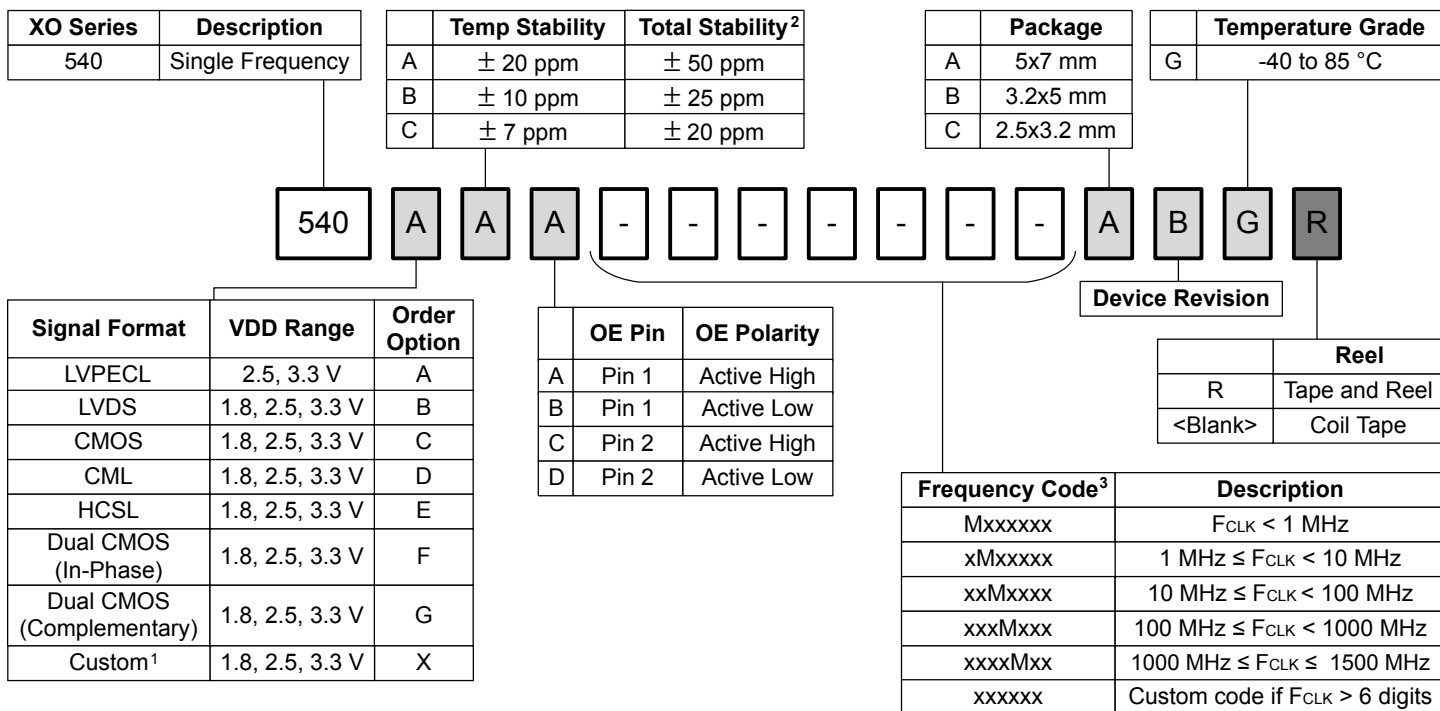 XO Series Description
540 Single Frequency
Temp Stability Total Stability2
A ± 20 ppm ± 50 ppm
B ± 10 ppm ± 25 ppm
C ± 7 ppm ± 20 ppm
Package
A 5x7 mm
B 3.2x5 mm
C 2.5x3.2 mm
Temperature Grade
G -40 to 85 °C
540 A A A - - - - - - - A B G R
Signal Format VDD Range Order Option
LVPECL 2.5, 3.3 V A
LVDS 1.8, 2.5, 3.3 V B
CMOS 1.8, 2.5, 3.3 V C
CML 1.8, 2.5, 3.3 V D
HCSL 1.8, 2.5, 3.3 V E
Dual CMOS
(In-Phase) 1.8, 2.5, 3.3 V F
Dual CMOS
(Complementary) 1.8, 2.5, 3.3 V G
Custom1 1.8, 2.5, 3.3 V X
OE Pin OE Polarity
A Pin 1 Active High
B Pin 1 Active Low
C Pin 2 Active High
D Pin 2 Active Low
Device Revision
Reel
R Tape and Reel
<Blank> Coil Tape
Frequency Code3 Description
Mxxxxxx FCLK < 1 MHz
xMxxxxx 1 MHz ≤ FCLK < 10 MHz
xxMxxxx 10 MHz ≤ FCLK < 100 MHz
xxxMxxx 100 MHz ≤ FCLK < 1000 MHz
xxxxMxx 1000 MHz ≤ FCLK ≤ 1500 MHz
xxxxxx Custom code if FCLK > 6 digits